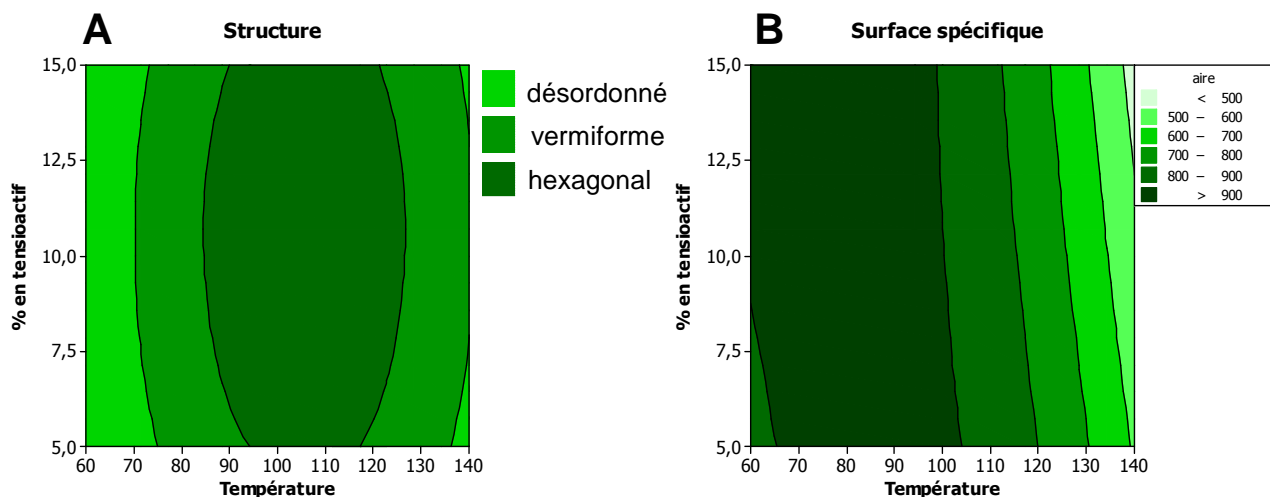 A
Structure
% en tensioactif
15,0
12,5
10,0
7,5
5,0
60 70 80 90 100 110 120 130 140
Température
désordonné
vermiforme
hexagonal
B
Surface spécifique
% en tensioactif
15,0
12,5
10,0
7,5
5,0
60 70 80 90 100 110 120 130 140
Température
aire
< 500
500 – 600
600 – 700
700 – 800
800 – 900
> 900